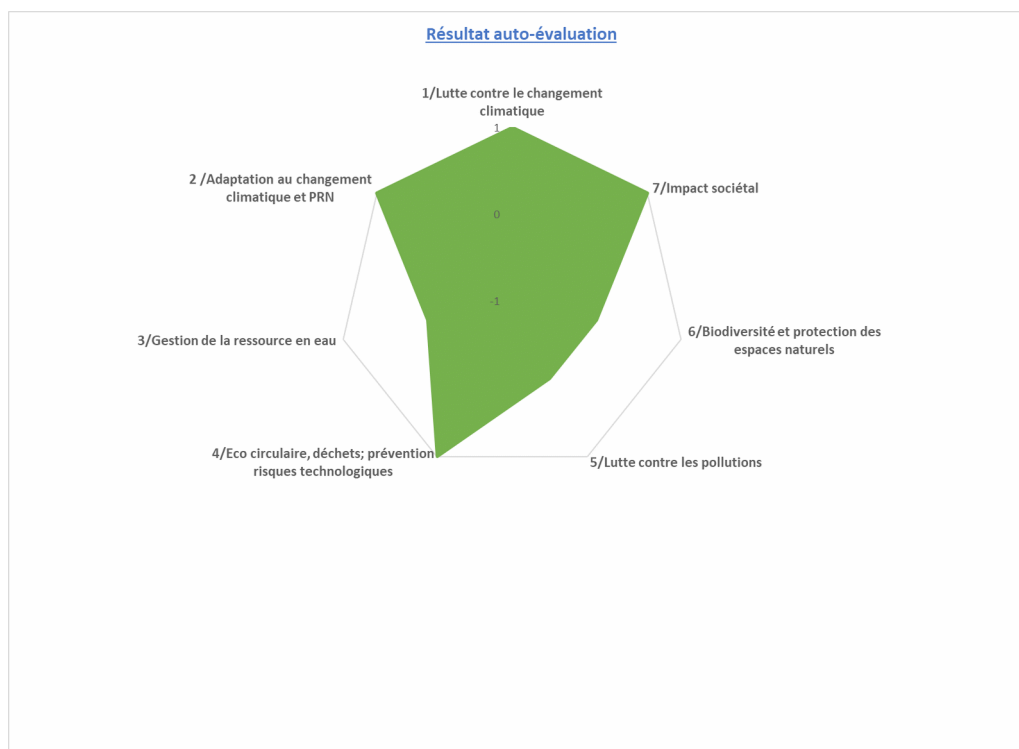 Résultat auto-évaluation
1/Lutte contre le changement
climatique
1
2 /Adaptation au changement
climatique et PRN
7/Impact sociétal
0
-1
3/Gestion de la ressource en eau
6/Biodiversité et protection des
espaces naturels
4/Eco circulaire, déchets; prévention
risques technologiques
5/Lutte contre les pollutions